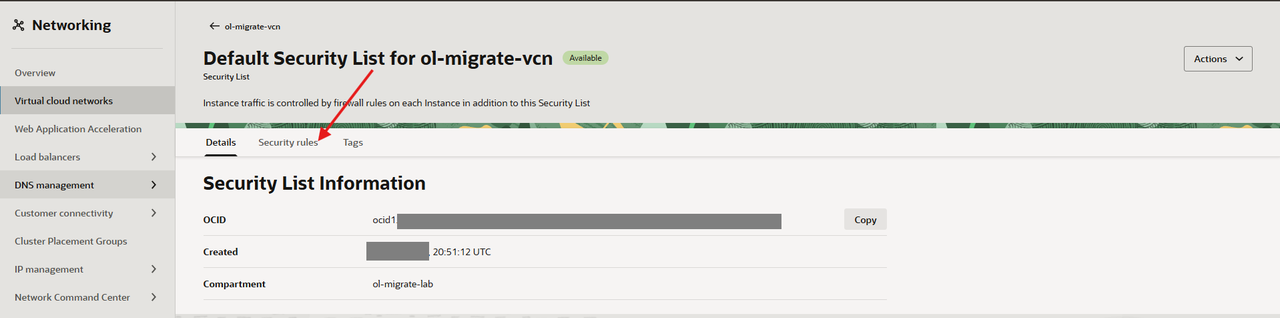 Networking
Overview
Virtual cloud networks
Web Application Acceleration
Load balancers
DNS management
Customer connectivity
Cluster Placement Groups
IP management
Network Command Center
ol-migrate-vcn
Default Security List for ol-migrate-vcn Available
Security List
Actions
Instance traffic is controlled by firewall rules on each Instance in addition to this Security List
Details Security rules Tags
Security List Information
OCID ocid1 Copy
Created , 20:51:12 UTC
Compartment ol-migrate-lab